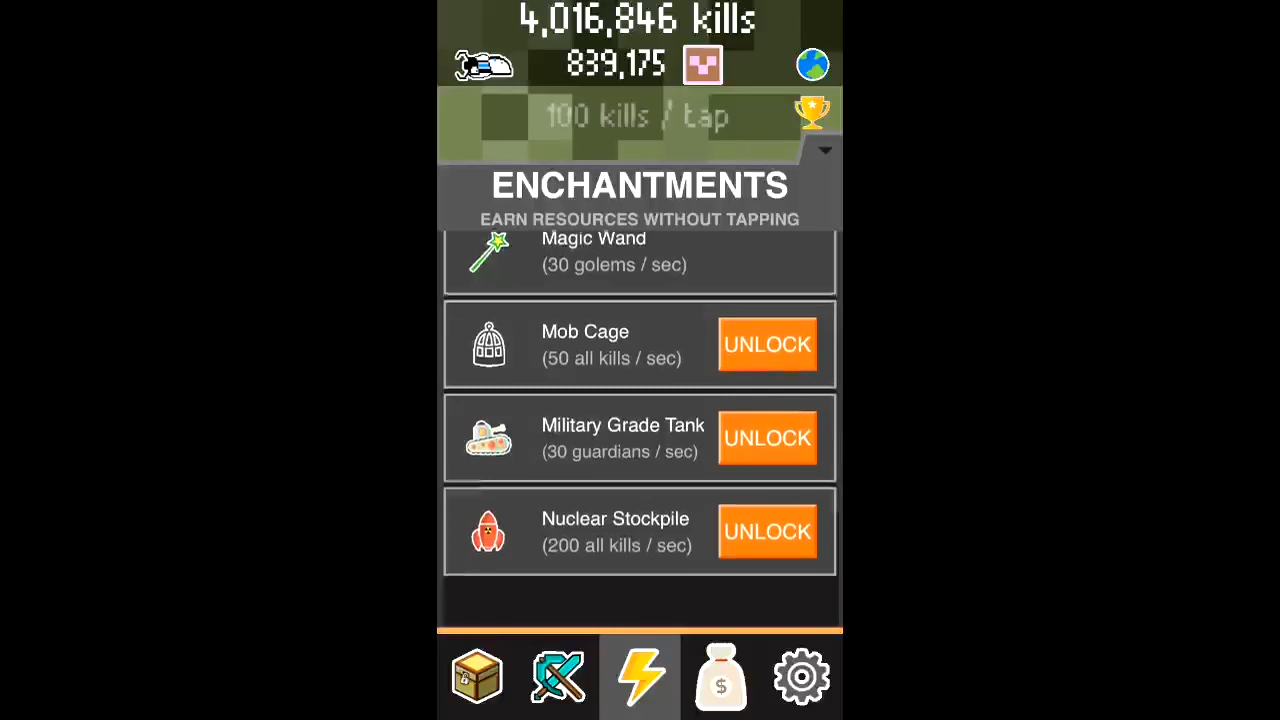 4,016,846 kills
839,175
100 kills / tap
ENCHANTMENTS
EARN RESOURCES WITHOUT TAPPING
Magic Wand
(30 golems / sec)
Mob Cage
(50 all kills / sec)
UNLOCK
Military Grade Tank
(30 guardians / sec)
UNLOCK
Nuclear Stockpile
(200 all kills / sec)
UNLOCK
$